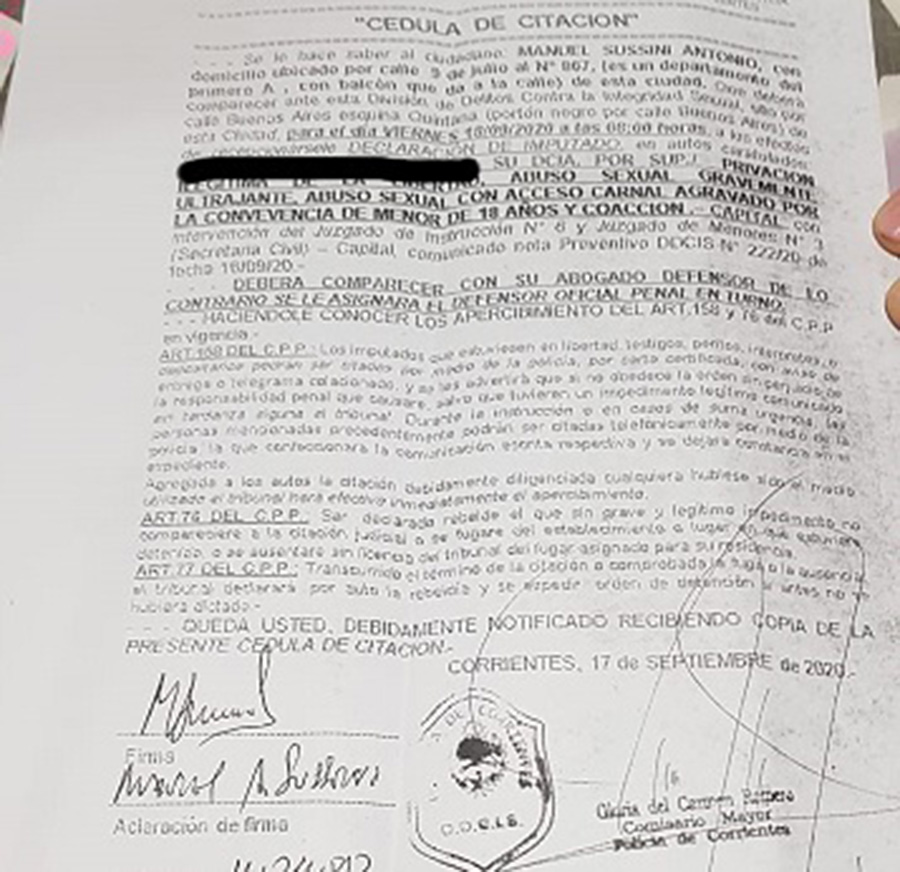 "CEDULA DE CITACION"
- - - Se le hace saber al ciudadano: MANUEL SUSSINI ANTONIO, con
domicilio ubicado por calle 9 de julio al N° 867, (es un departamento del
primero A, con balcón que da a la calle) de esta ciudad, Que deberá
comparecer ante esta División de Delitos Contra la Integridad Sexual, sito por
calle Buenos Aires esquina Quintana (portón negro por calle Buenos Aires) de
esta Ciudad, para el día VIERNES 18/09/2020 a las 08:00 horas, a los efectos
de recepcionársele DECLARACIÓN DE IMPUTADO, en autos caratulados:
SU DCIA. POR SUPJ. PRIVACION
ILEGITIMA DE LA LIBERTAD, ABUSO SEXUAL GRAVEMENTE
ULTRAJANTE, ABUSO SEXUAL CON ACCESO CARNAL AGRAVADO POR
LA CONVEVENCIA DE MENOR DE 18 AÑOS Y COACCION.- CAPITAL con
intervención del Juzgado de Instrucción N° 6 y Juzgado de Menores N° 3
(Secretaria Civil) – Capital, comunicado nota Preventivo DDCIS N° 222/20 de
fecha 16/09/20.-
- - - DEBERA COMPARECER CON SU ABOGADO DEFENSOR DE LO
CONTRARIO SE LE ASIGNARA EL DEFENSOR OFICIAL PENAL EN TURNO.
- - - HACIENDOLE CONOCER LOS APERCIBIMIENTO DEL ART.158 y 76 del C.P.P
en vigencia.-
ART.158 DEL C.P.P.: Los imputados que estuviesen en libertad, testigos, peritos, intérpretes, o
depositarios podrán ser citados por medio de la policía, por carta certificada, con aviso de
entrega o telegrama colacionado, y se les advertirá que si no obedece la orden sin perjuicio de
la responsabilidad penal que causare, salvo que tuvieren un impedimento legítimo comunicado
sin tardanza alguna el tribunal. Durante la instrucción o en casos de suma urgencia, las
personas mencionadas precedentemente podrán ser citadas telefónicamente por medio de la
policía, la que confeccionará la comunicación escrita respectiva y se dejará constancia en el
expediente.
Agregada a los autos la citación debidamente diligenciada cualquiera hubiese sido el medio
utilizado el tribunal hará efectivo inmediatamente el apercibimiento.
ART.76 DEL C.P.P.: Ser declarado rebelde el que sin grave y legítimo impedimento no
compareciere a la citación judicial o se fugare del establecimiento o lugar en que estuviere
detenido, o se ausentare sin licencia del tribunal del lugar asignado para su residencia.
ART.77 DEL C.P.P.: Transcurrido el término de la citación o comprobada la fuga o la ausencia,
el tribunal declarará por auto la rebeldía y se expedir orden de detención si antes no se
hubiera dictado.-
- - - QUEDA USTED, DEBIDAMENTE NOTIFICADO RECIBIENDO COPIA DE LA
PRESENTE CEDULA DE CITACION.-
CORRIENTES, 17 de SEPTIEMBRE de 2020.-
Firma
Manuel A Sussini
Aclaración de firma
D.D.C.I.S.
Gloria del Carmen Romero
Comisario Mayor
Policía de Corrientes